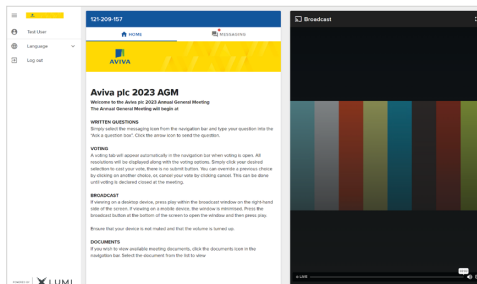 Test User
Language
Log out
LUMI
121-209-157
HOME
MESSAGING
AVIVA
Aviva plc 2023 AGM
Welcome to the Aviva plc 2023 Annual General Meeting
The Annual General Meeting will begin at
WRITTEN QUESTIONS
Simply select the messaging icon from the navigation bar and type your question into the
"Ask a question box". Click the arrow icon to send the question.
VOTING
A voting tab will appear automatically in the navigation bar when voting is open. All
resolutions will be displayed along with the voting options. Simply click your desired
selection to cast your vote, there is no submit button. You can override a previous choice
by clicking on another choice, or, cancel your vote by clicking cancel. This can be done
until voting is declared closed at the meeting.
BROADCAST
If viewing on a desktop device, press play within the broadcast window on the right-hand
side of the screen. If viewing on a mobile device, the window is minimised. Press the
broadcast button at the bottom of the screen to open the window and then press play.
Ensure that your device is not muted and that the volume is turned up.
DOCUMENTS
If you wish to view available meeting documents, click the documents icon in the
navigation bar. Select the document from the list to view
Broadcast
LIVE